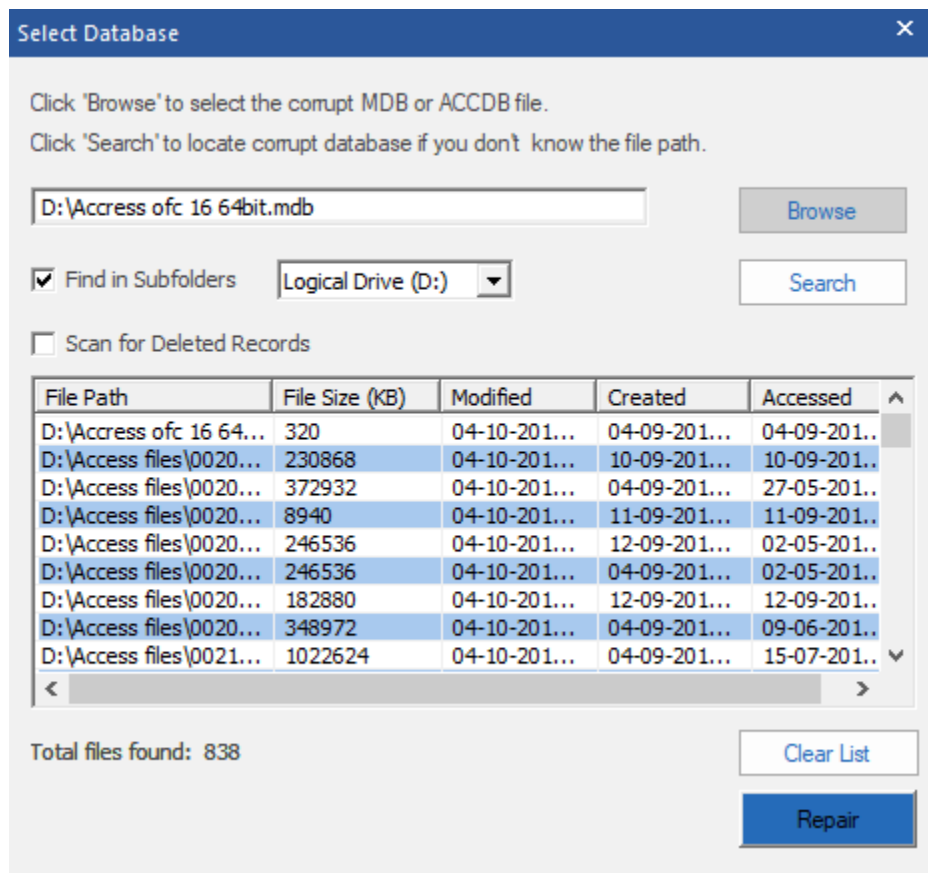 Select Database
Click 'Browse' to select the corrupt MDB or ACCDB file.
Click 'Search' to locate corrupt database if you don't know the file path.
D:\Accress ofc 16 64bit.mdb Browse
Find in Subfolders Logical Drive (D:) Search
Scan for Deleted Records
File Path File Size (KB) Modified Created Accessed
D:\Accress ofc 16 64... 320 04-10-201... 04-09-201... 04-09-201..
D:\Access files\0020... 230868 04-10-201... 10-09-201... 10-09-201..
D:\Access files\0020... 372932 04-10-201... 04-09-201... 27-05-201..
D:\Access files\0020... 8940 04-10-201... 11-09-201... 11-09-201..
D:\Access files\0020... 246536 04-10-201... 12-09-201... 02-05-201..
D:\Access files\0020... 246536 04-10-201... 04-09-201... 02-05-201..
D:\Access files\0020... 182880 04-10-201... 12-09-201... 12-09-201..
D:\Access files\0020... 348972 04-10-201... 04-09-201... 09-06-201..
D:\Access files\0021... 1022624 04-10-201... 04-09-201... 15-07-201..
Total files found: 838 Clear List
Repair